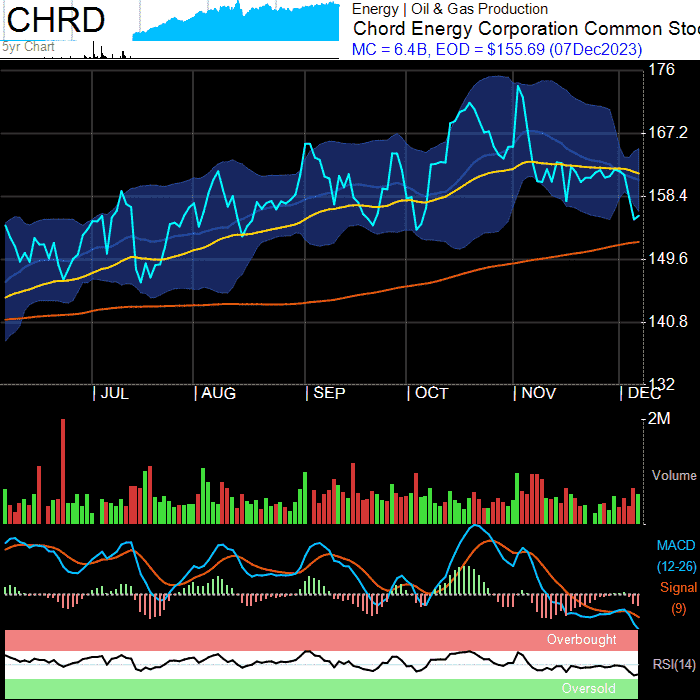 CHRD
5yr Chart
Energy | Oil & Gas Production
Chord Energy Corporation Common Stoc
MC = 6.4B, EOD = $155.69 (07Dec2023)
176
167.2
158.4
149.6
140.8
132
JUL AUG SEP OCT NOV DEC
2M
Volume
MACD
(12-26)
Signal
(9)
Overbought
RSI(14)
Oversold